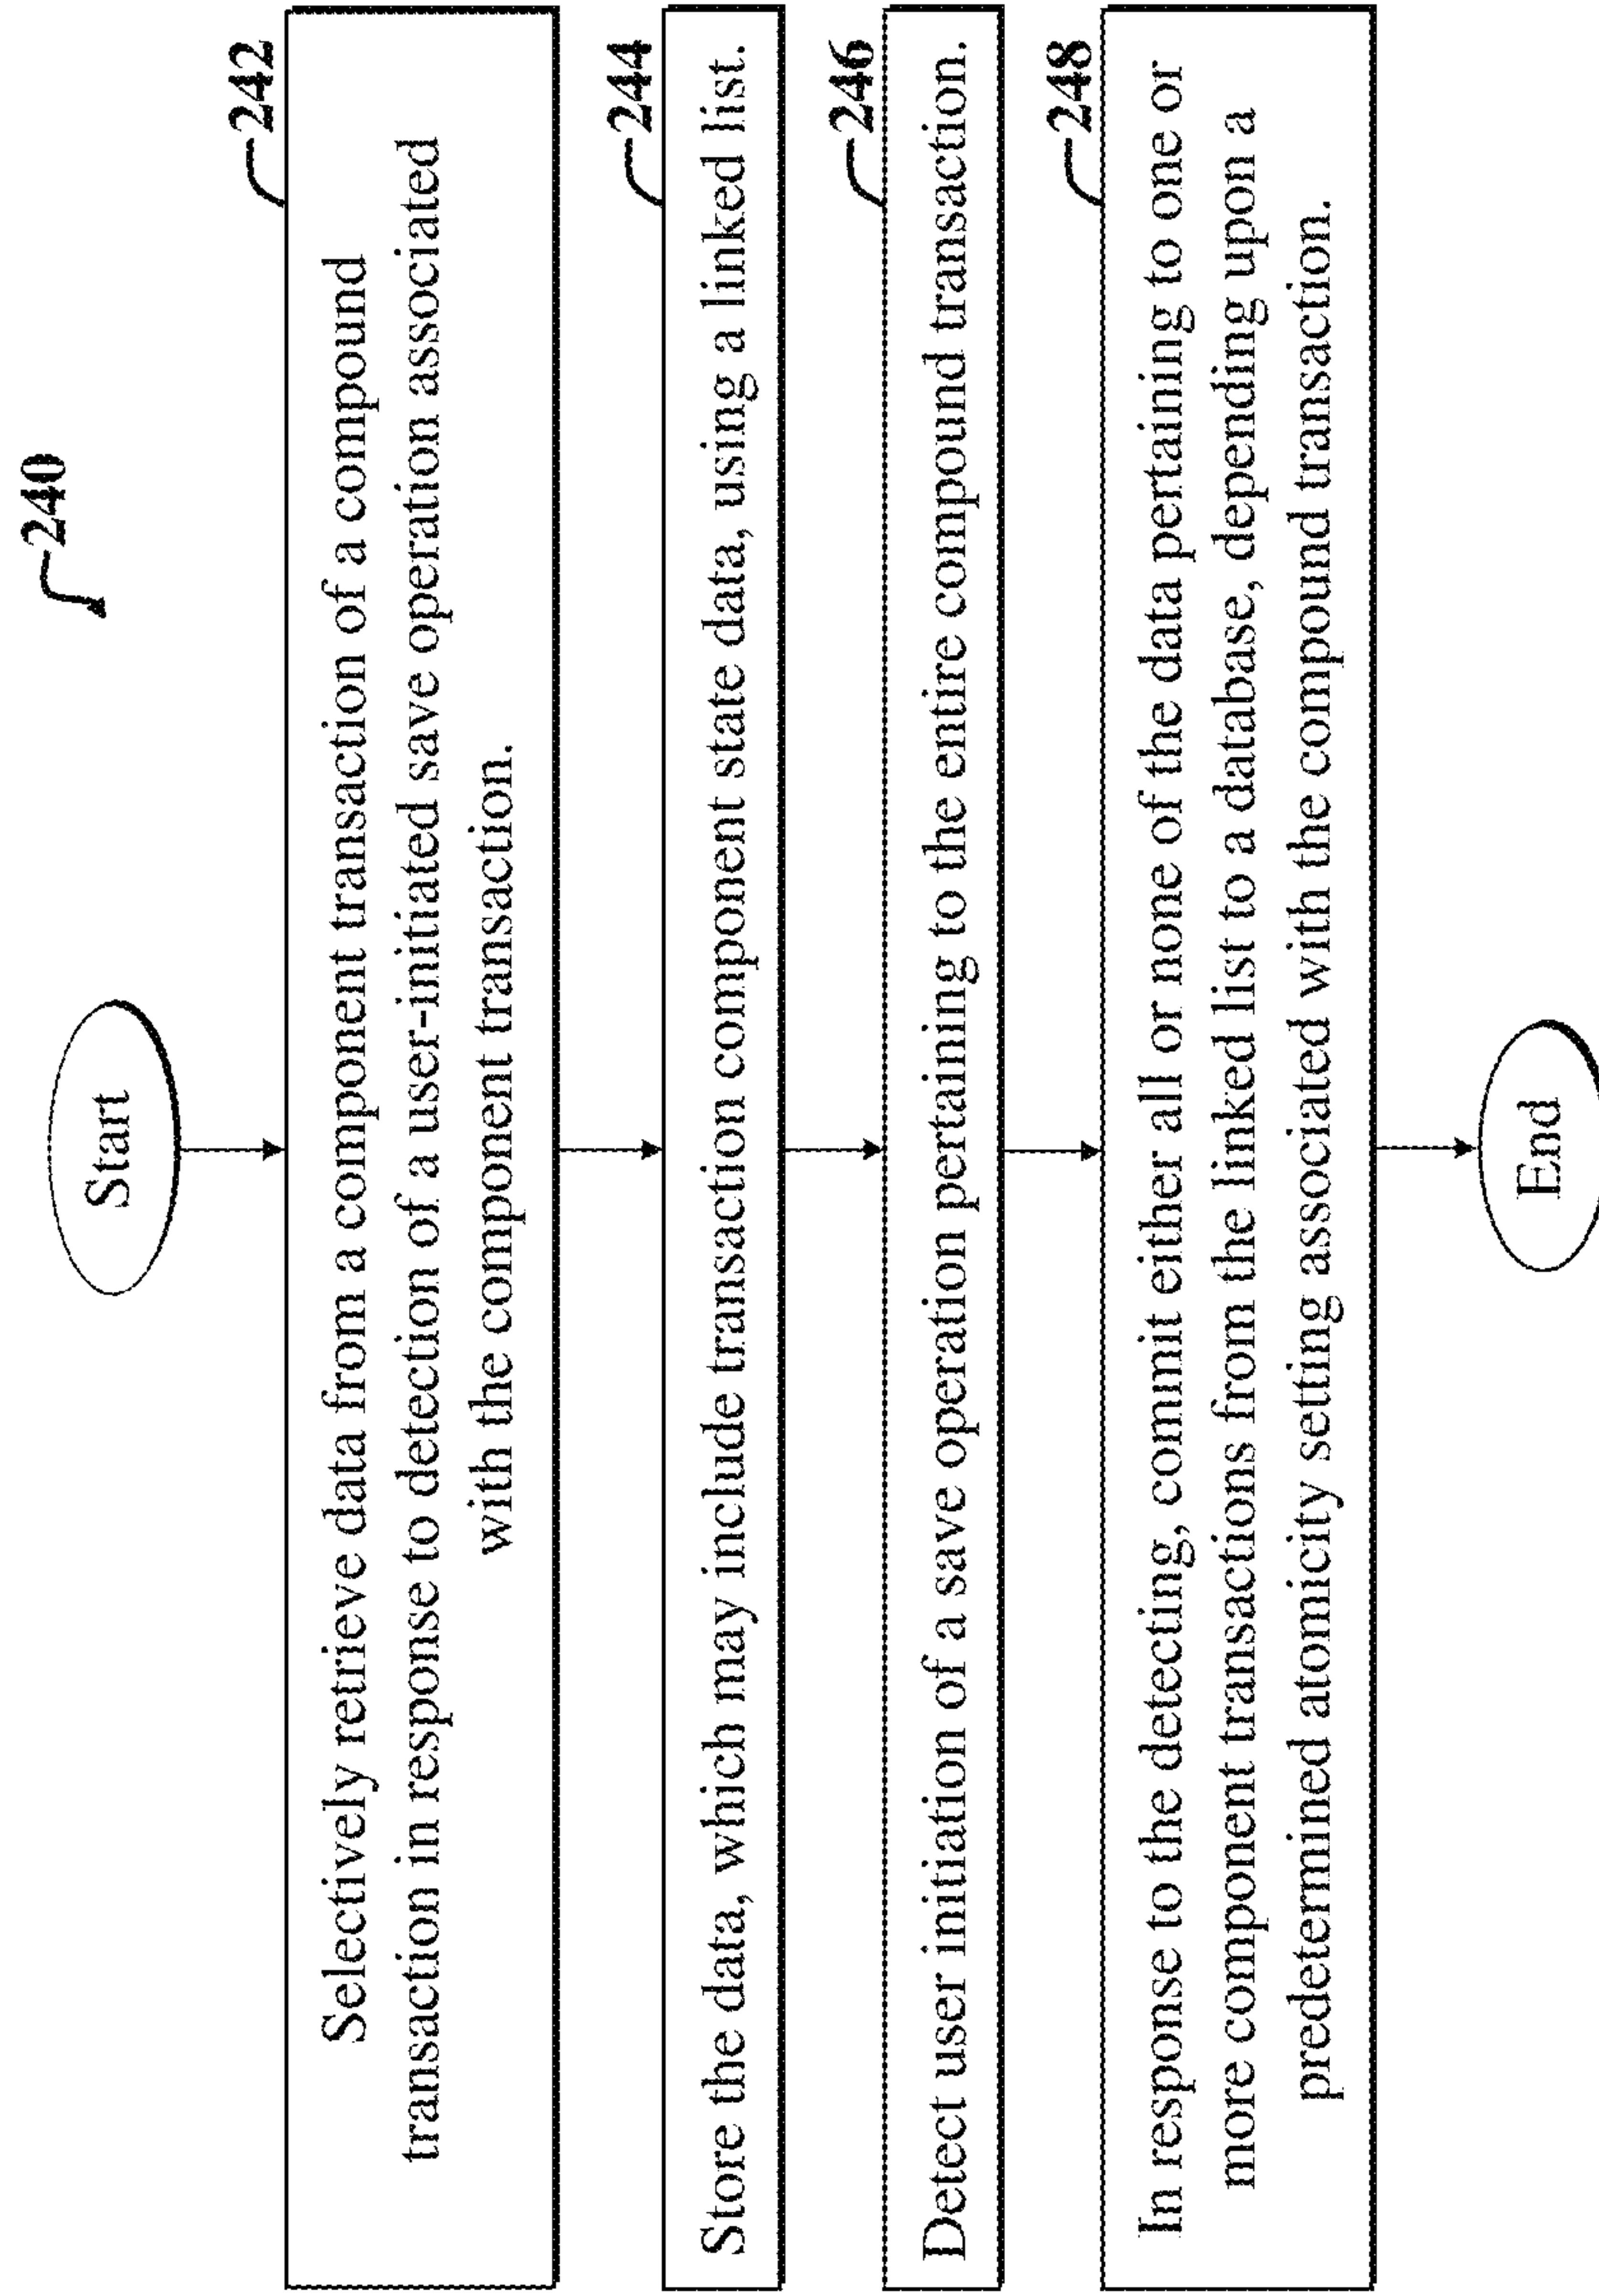 240
Start
242
Selectively retrieve data from a component transaction of a compound
transaction in response to detection of a user-initiated save operation associated
with the component transaction.
244
Store the data, which may include transaction component state data, using a linked list.
246
Detect user initiation of a save operation pertaining to the entire compound transaction.
248
In response to the detecting, commit either all or none of the data pertaining to one or
more component transactions from the linked list to a database, depending upon a
predetermined atomicity setting associated with the compound transaction.
End